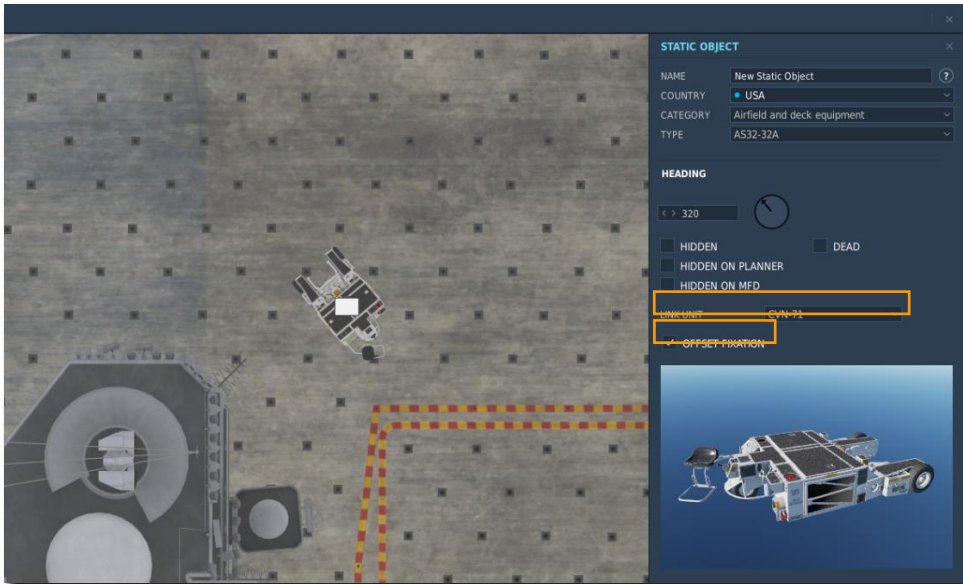 STATIC OBJECT
NAME New Static Object ?
COUNTRY USA
CATEGORY Airfield and deck equipment
TYPE AS32-32A
HEADING
< > 320
HIDDEN DEAD
HIDDEN ON PLANNER
HIDDEN ON MFD
LINK UNIT CVN-71
OFFSET FIXATION